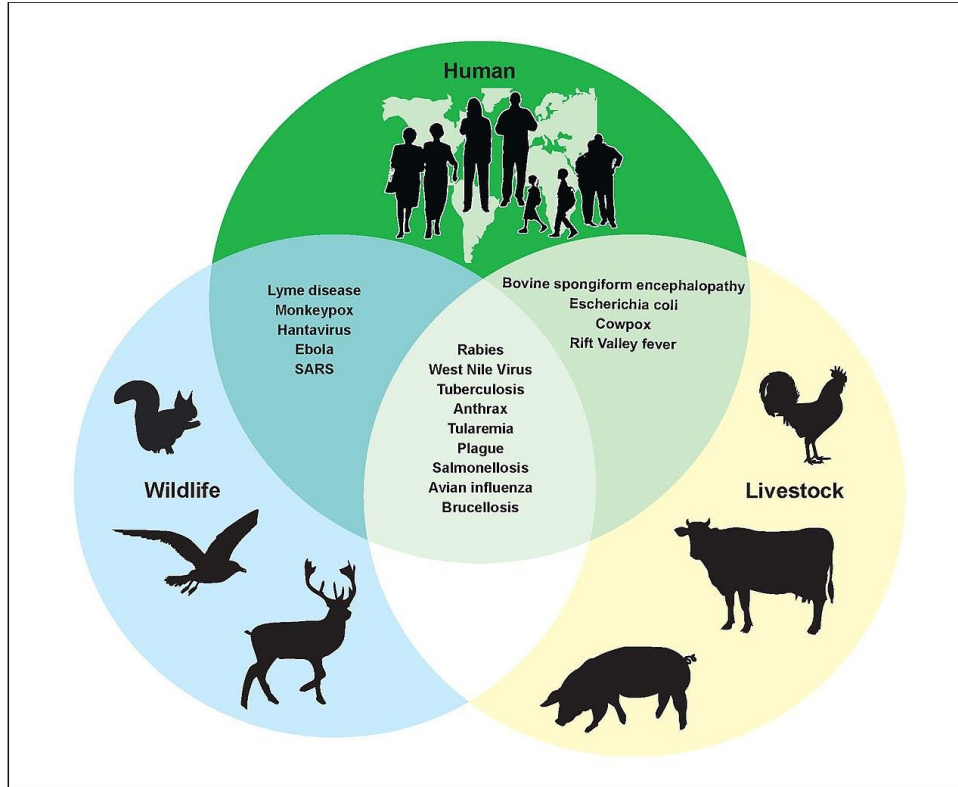 Human
Lyme disease
Monkeypox
Hantavirus
Ebola
SARS
Bovine spongiform encephalopathy
Escherichia coli
Cowpox
Rift Valley fever
Rabies
West Nile Virus
Tuberculosis
Anthrax
Tularemia
Plague
Salmonellosis
Avian influenza
Brucellosis
Wildlife
Livestock